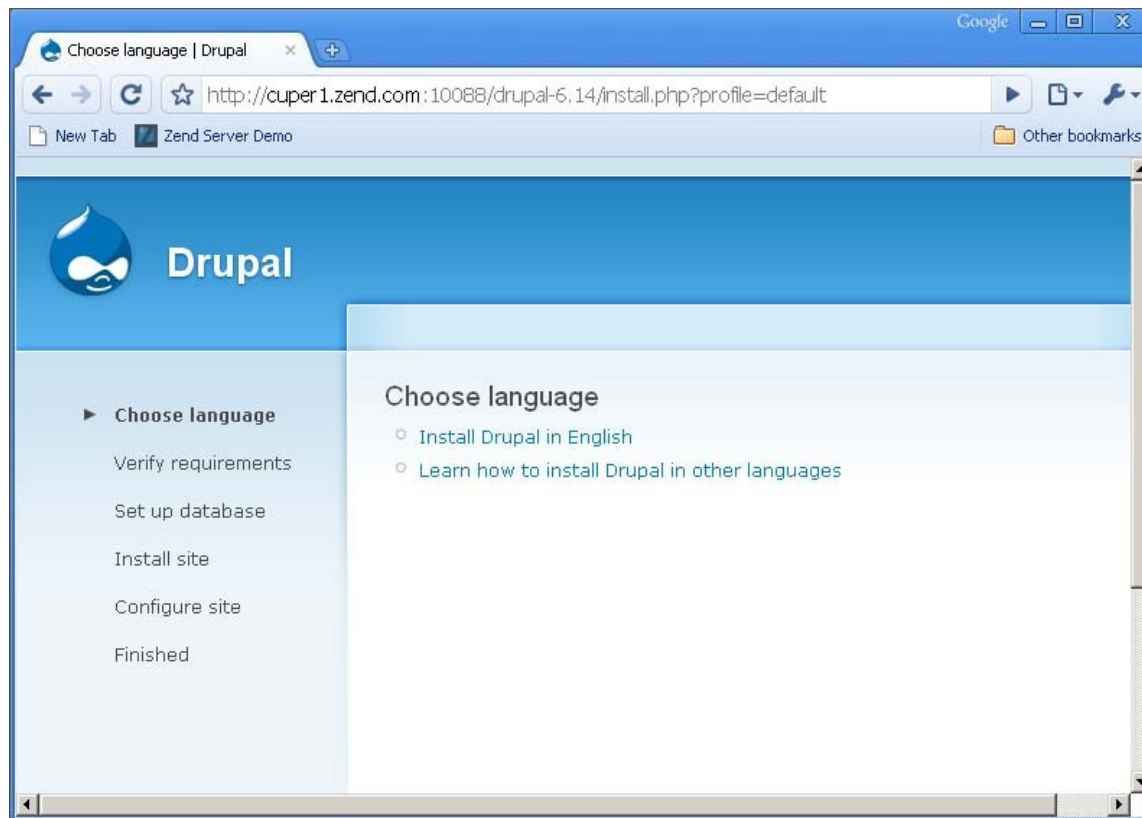 Google
Choose language | Drupal
http://cuper1.zend.com:10088/drupal-6.14/install.php?profile=default
New Tab Zend Server Demo Other bookmarks
Drupal
Choose language
Verify requirements
Set up database
Install site
Configure site
Finished
Choose language
Install Drupal in English
Learn how to install Drupal in other languages